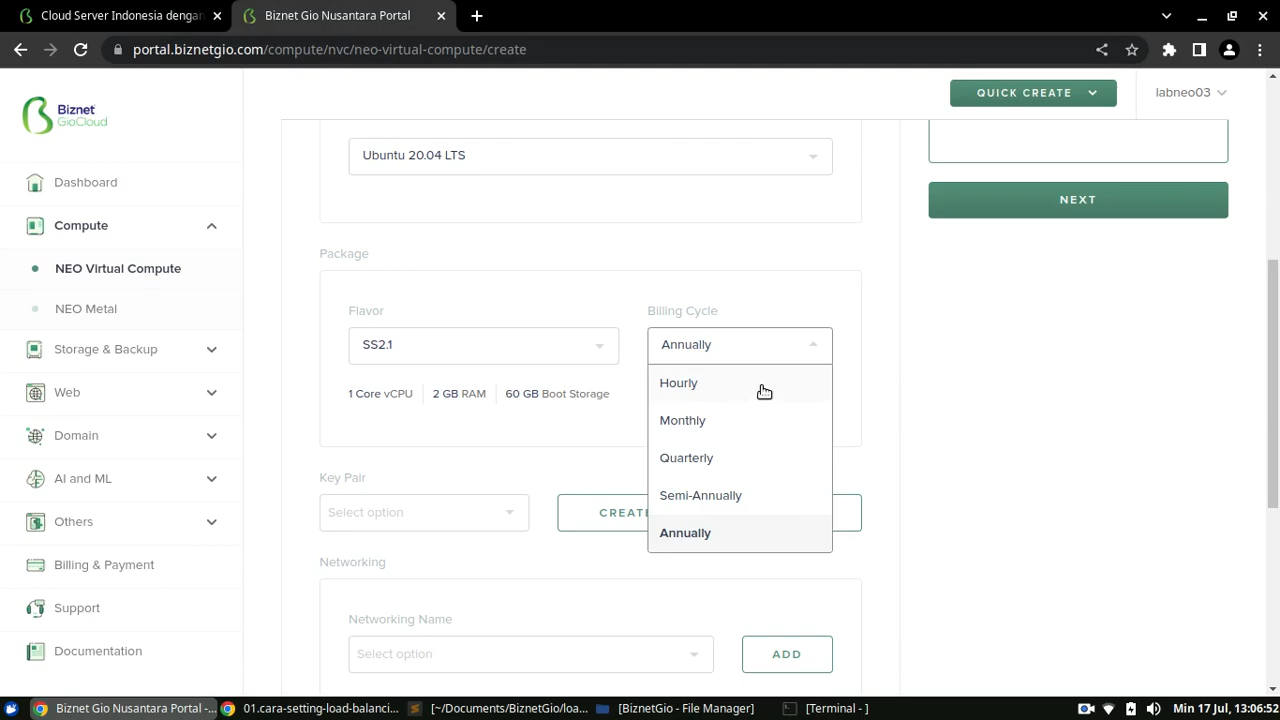 Cloud Server Indonesia dengan
Biznet Gio Nusantara Portal
portal.biznetgio.com/compute/nvc/neo-virtual-compute/create
Biznet
GioCloud
QUICK CREATE
labneo03
Dashboard
Compute
NEO Virtual Compute
NEO Metal
Storage & Backup
Web
Domain
AI and ML
Others
Billing & Payment
Support
Documentation
Ubuntu 20.04 LTS
NEXT
Package
Flavor
Billing Cycle
SS2.1
Annually
1 Core vCPU
2 GB RAM
60 GB Boot Storage
Hourly
Monthly
Quarterly
Semi-Annually
Annually
Key Pair
Select option
CREATE
Networking
Networking Name
Select option
ADD
Biznet Gio Nusantara Portal -...
01.cara-setting-load-balanci...
[~/Documents/BiznetGio/loa...
[BiznetGio - File Manager]
[Terminal - ]
Min 17 Jul, 13:06:52